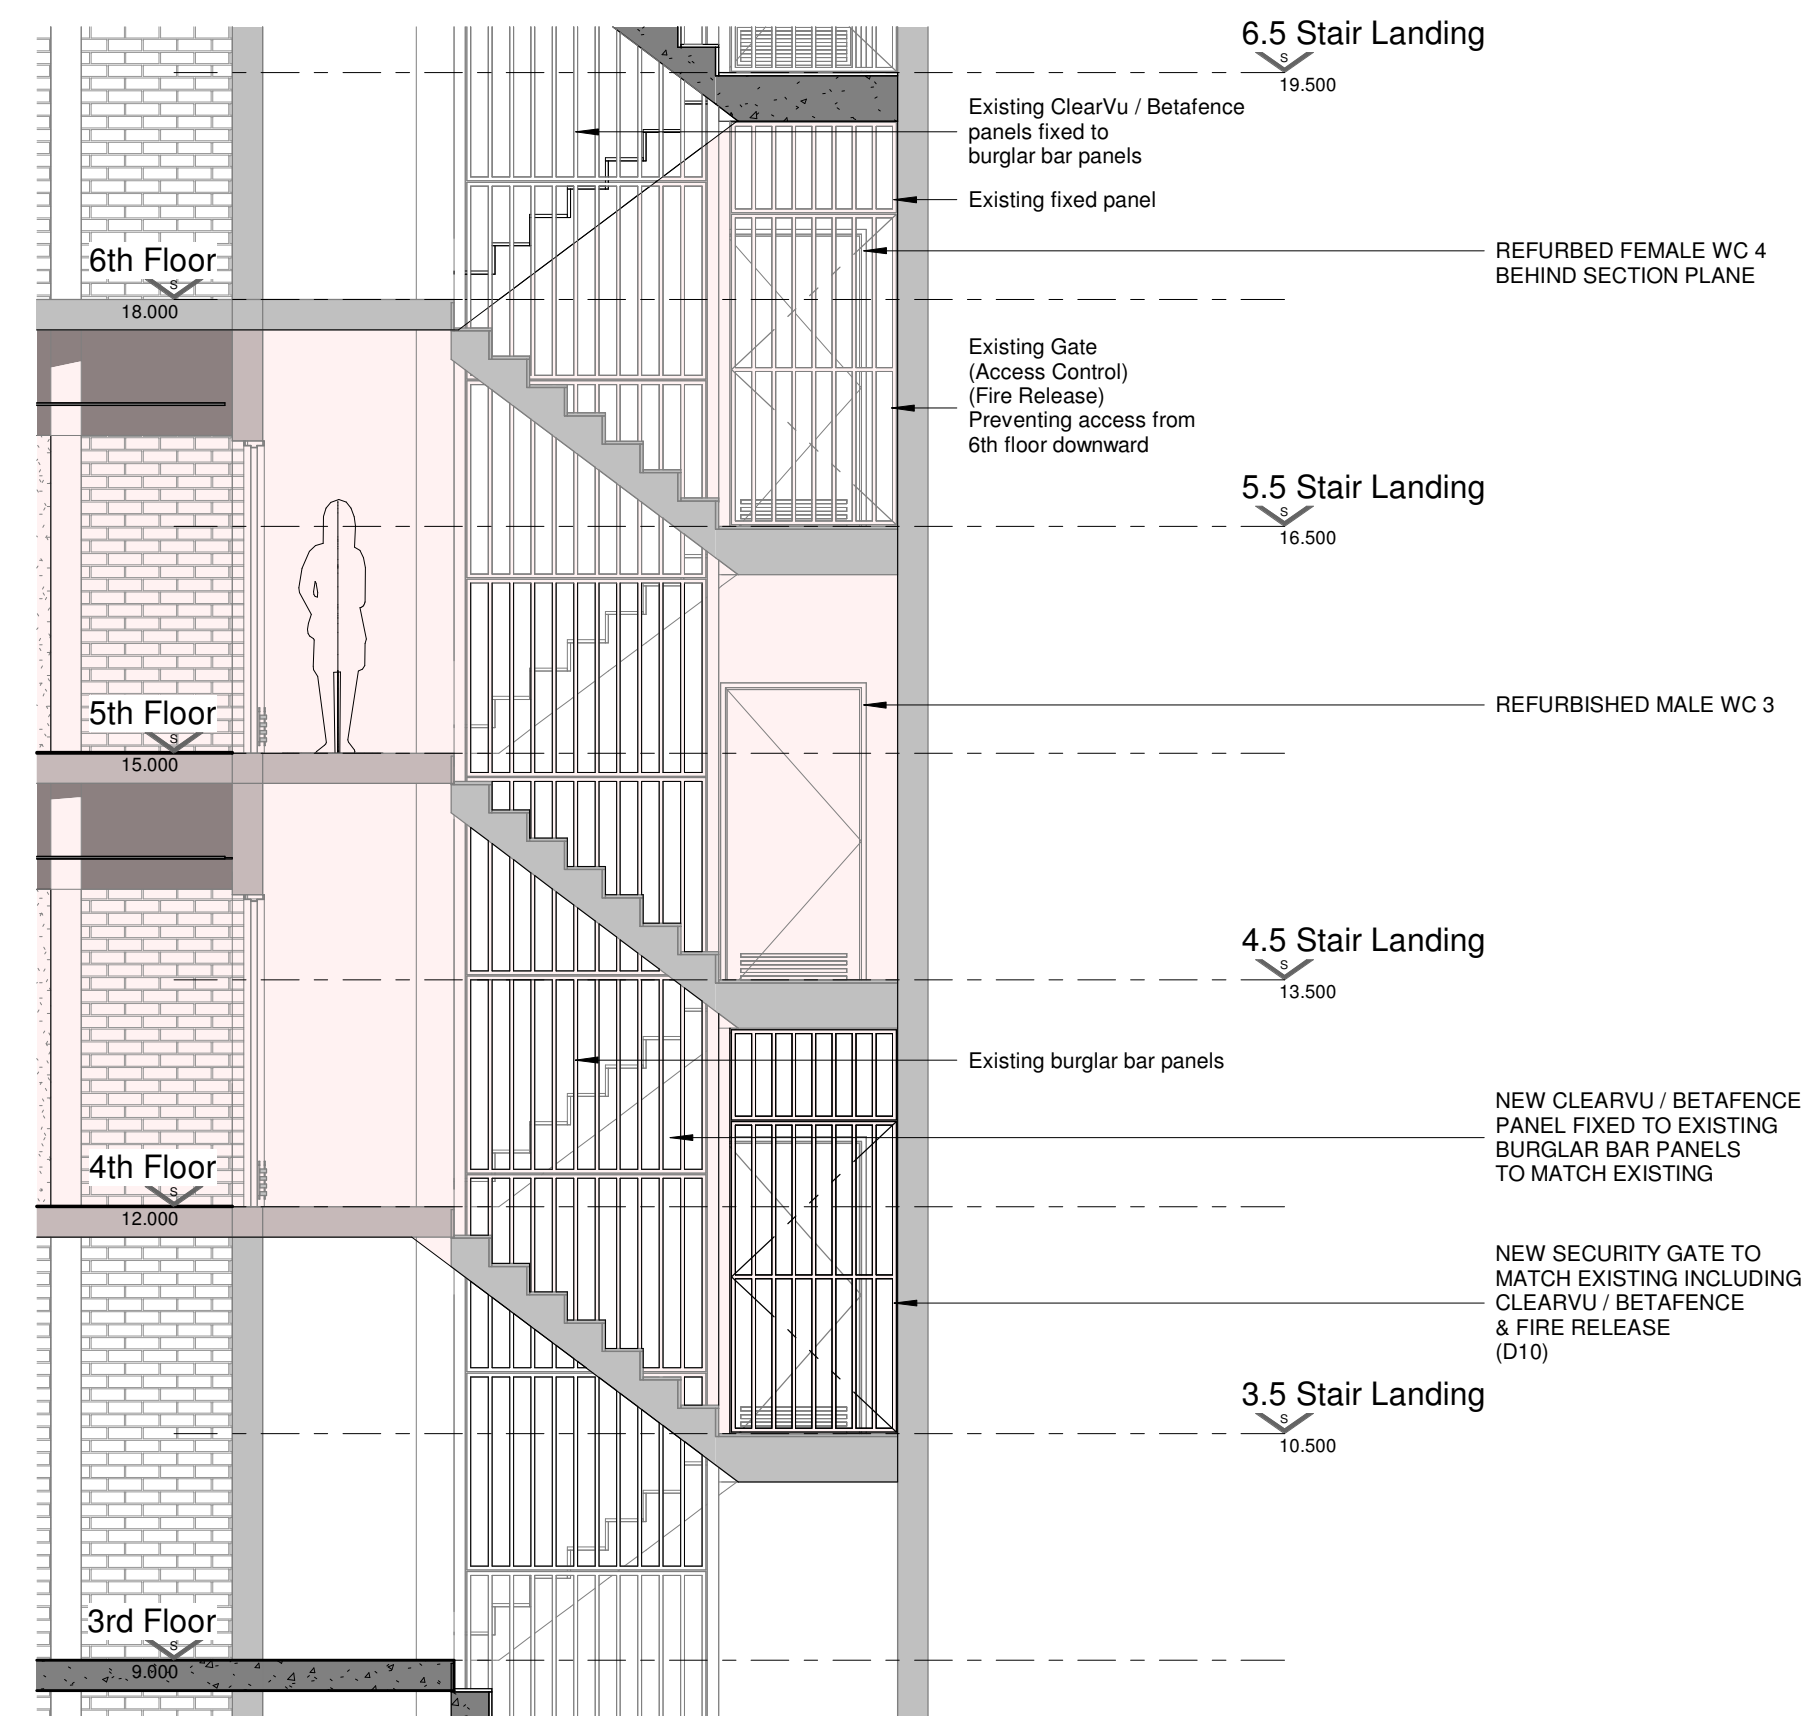 6.5 Stair Landing
S
19.500
Existing ClearVu / Betafence
panels fixed to
burglar bar panels
Existing fixed panel
REFURBED FEMALE WC 4
BEHIND SECTION PLANE
6th Floor
S
18.000
Existing Gate
(Access Control)
(Fire Release)
Preventing access from
6th floor downward
5.5 Stair Landing
S
16.500
5th Floor
S
15.000
REFURBISHED MALE WC 3
4.5 Stair Landing
S
13.500
Existing burglar bar panels
NEW CLEARVU / BETAFENCE
PANEL FIXED TO EXISTING
BURGLAR BAR PANELS
TO MATCH EXISTING
4th Floor
S
12.000
NEW SECURITY GATE TO
MATCH EXISTING INCLUDING
CLEARVU / BETAFENCE
& FIRE RELEASE
(D10)
3.5 Stair Landing
S
10.500
3rd Floor
S
9.000